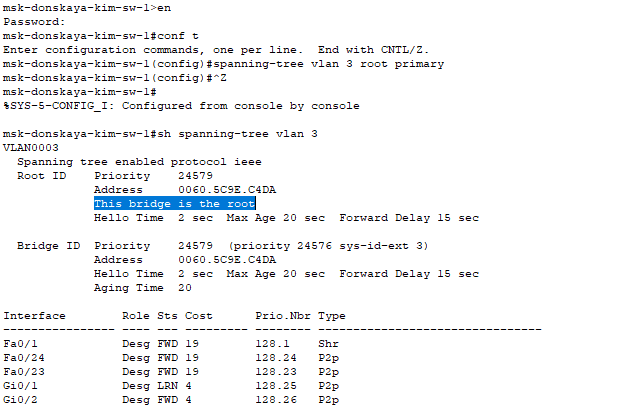 msk-donskaya-kim-sw-1>en
Password:
msk-donskaya-kim-sw-1#conf t
Enter configuration commands, one per line.  End with CNTL/Z.
msk-donskaya-kim-sw-1(config)#spanning-tree vlan 3 root primary
msk-donskaya-kim-sw-1(config)#^Z
msk-donskaya-kim-sw-1#
%SYS-5-CONFIG_I: Configured from console by console
msk-donskaya-kim-sw-1#sh spanning-tree vlan 3
VLAN0003
  Spanning tree enabled protocol ieee
  Root ID    Priority    24579
             Address     0060.5C9E.C4DA
             This bridge is the root
             Hello Time  2 sec  Max Age 20 sec  Forward Delay 15 sec
  Bridge ID  Priority    24579  (priority 24576 sys-id-ext 3)
             Address     0060.5C9E.C4DA
             Hello Time  2 sec  Max Age 20 sec  Forward Delay 15 sec
             Aging Time  20
Interface        Role Sts Cost      Prio.Nbr Type
---------------- ---- --- --------- -------- --------------------------------
Fa0/1            Desg FWD 19        128.1    Shr
Fa0/24           Desg FWD 19        128.24   P2p
Fa0/23           Desg FWD 19        128.23   P2p
Gi0/1            Desg LRN 4         128.25   P2p
Gi0/2            Desg FWD 4         128.26   P2p